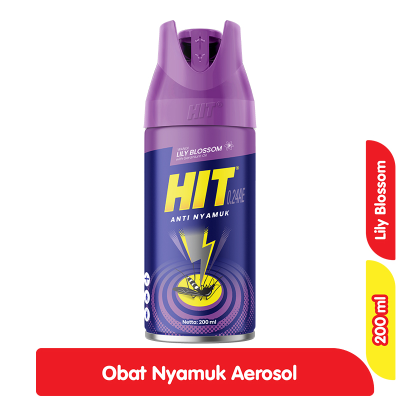 HIT
LILY BLOSSOM
HIT
0.24AE
ANTI NYAMUK
Netto: 200 ml
Lily Blossom
200 ml
Obat Nyamuk Aerosol